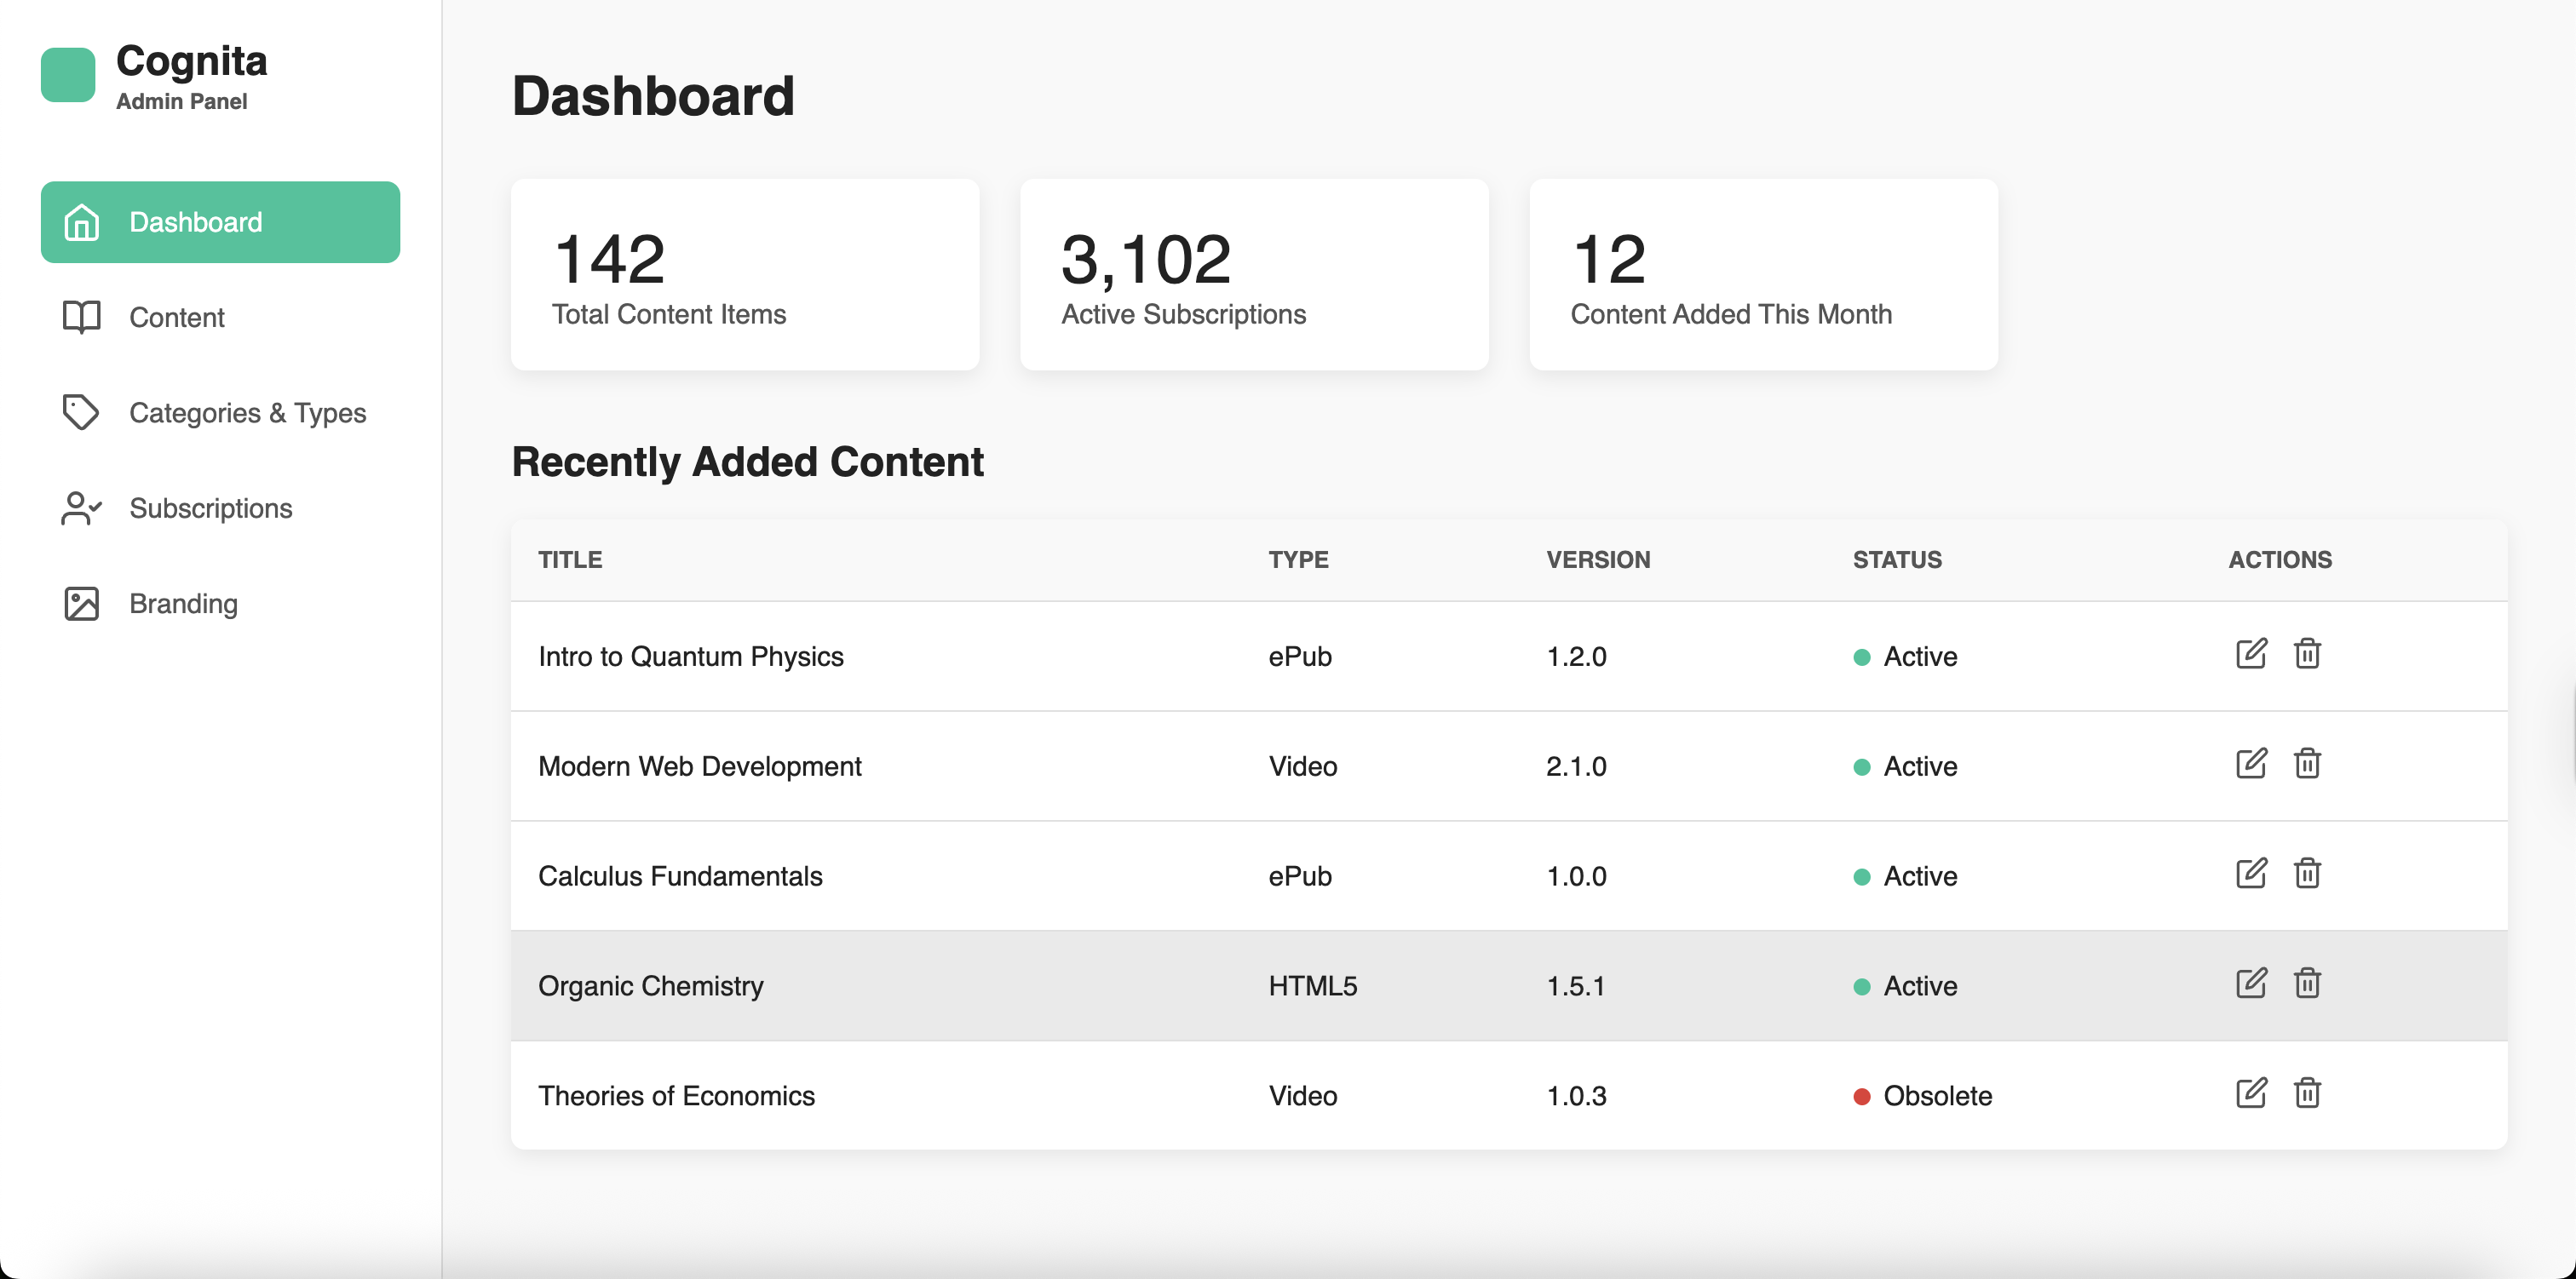 Cognita
Admin Panel
Dashboard
Content
Categories & Types
Subscriptions
Branding
Dashboard
142
Total Content Items
3,102
Active Subscriptions
12
Content Added This Month
Recently Added Content
TITLE TYPE VERSION STATUS ACTIONS
Intro to Quantum Physics ePub 1.2.0 Active
Modern Web Development Video 2.1.0 Active
Calculus Fundamentals ePub 1.0.0 Active
Organic Chemistry HTML5 1.5.1 Active
Theories of Economics Video 1.0.3 Obsolete